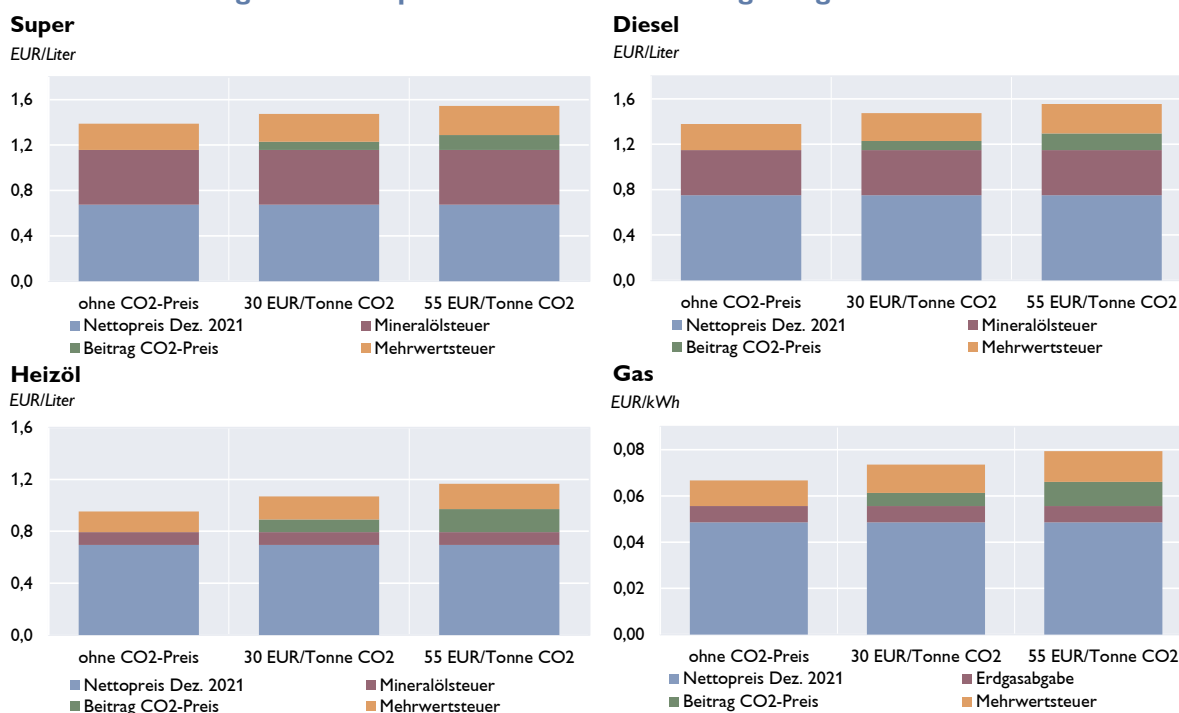 Super
EUR/Liter
1,6
1,2
0,8
0,4
0,0
ohne CO2-Preis 30 EUR/Tonne CO2 55 EUR/Tonne CO2
Nettopreis Dez. 2021 Mineralölsteuer
Beitrag CO2-Preis Mehrwertsteuer
Diesel
EUR/Liter
1,6
1,2
0,8
0,4
0,0
ohne CO2-Preis 30 EUR/Tonne CO2 55 EUR/Tonne CO2
Nettopreis Dez. 2021 Mineralölsteuer
Beitrag CO2-Preis Mehrwertsteuer
Heizöl
EUR/Liter
1,6
1,2
0,8
0,4
0,0
ohne CO2-Preis 30 EUR/Tonne CO2 55 EUR/Tonne CO2
Nettopreis Dez. 2021 Mineralölsteuer
Beitrag CO2-Preis Mehrwertsteuer
Gas
EUR/kWh
0,08
0,06
0,04
0,02
0,00
ohne CO2-Preis 30 EUR/Tonne CO2 55 EUR/Tonne CO2
Nettopreis Dez. 2021 Erdgasabgabe
Beitrag CO2-Preis Mehrwertsteuer